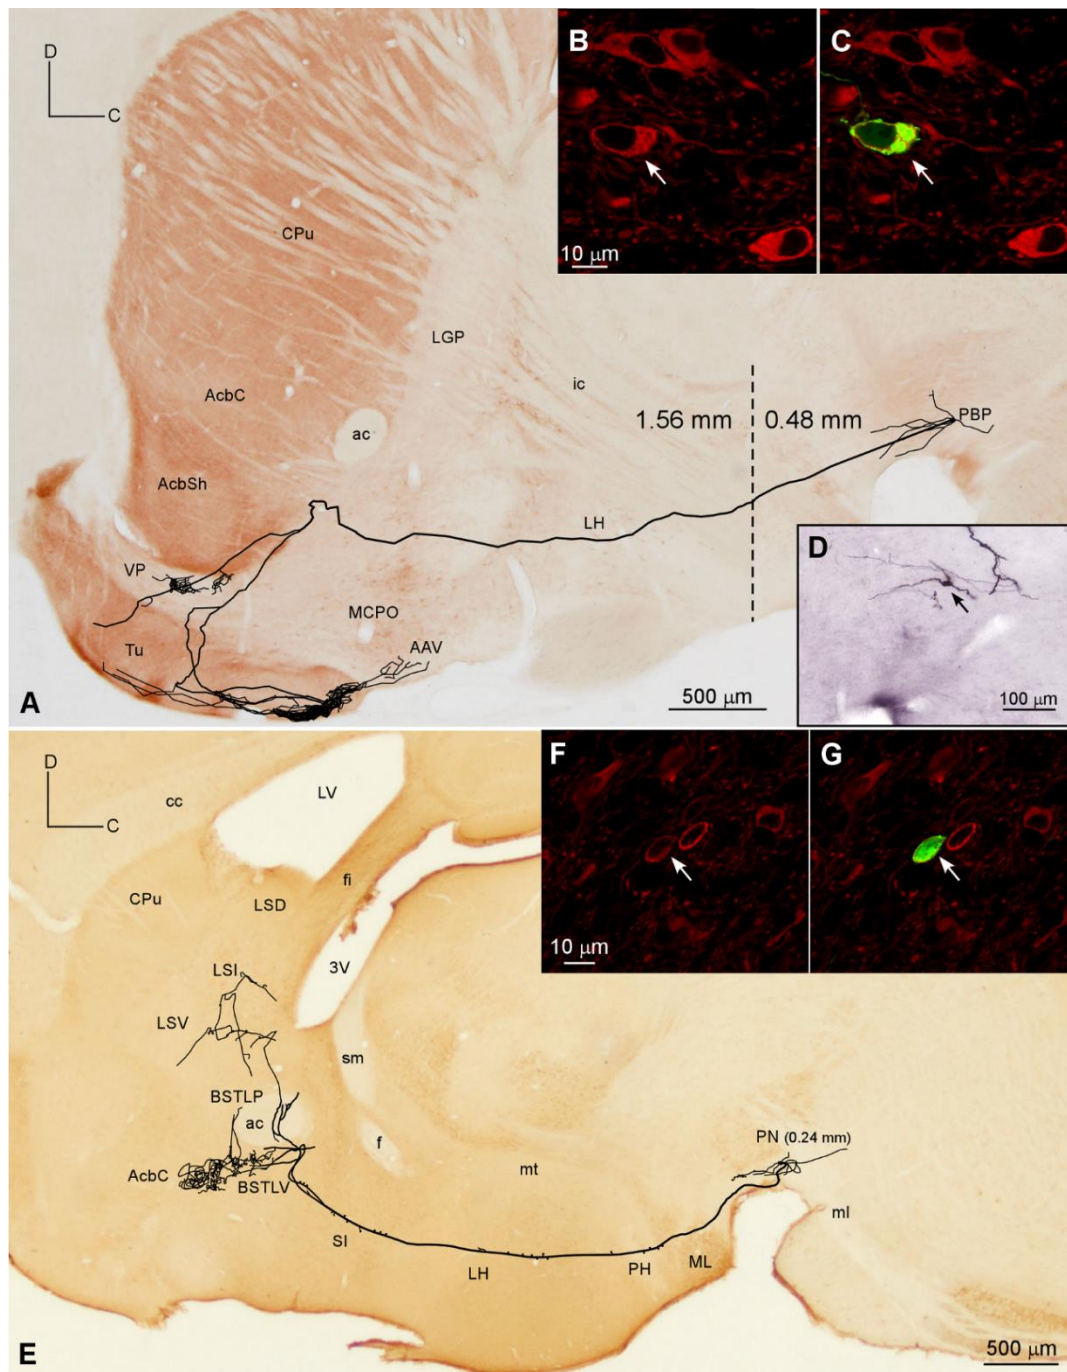 D
C
CPu
LGP
AcbC
ac
ic
1.56 mm
0.48 mm
PBP
AcbSh
LH
VP
MCPO
AAV
Tu
500 μm
A
B
10 μm
C
D
100 μm
D
C
cc
LV
CPu
LSD
fi
3V
LSI
LSV
sm
BSTLP
ac
f
AcbC
BSTLV
mt
PN (0.24 mm)
ml
SI
LH
PH
ML
500 μm
E
F
10 μm
G